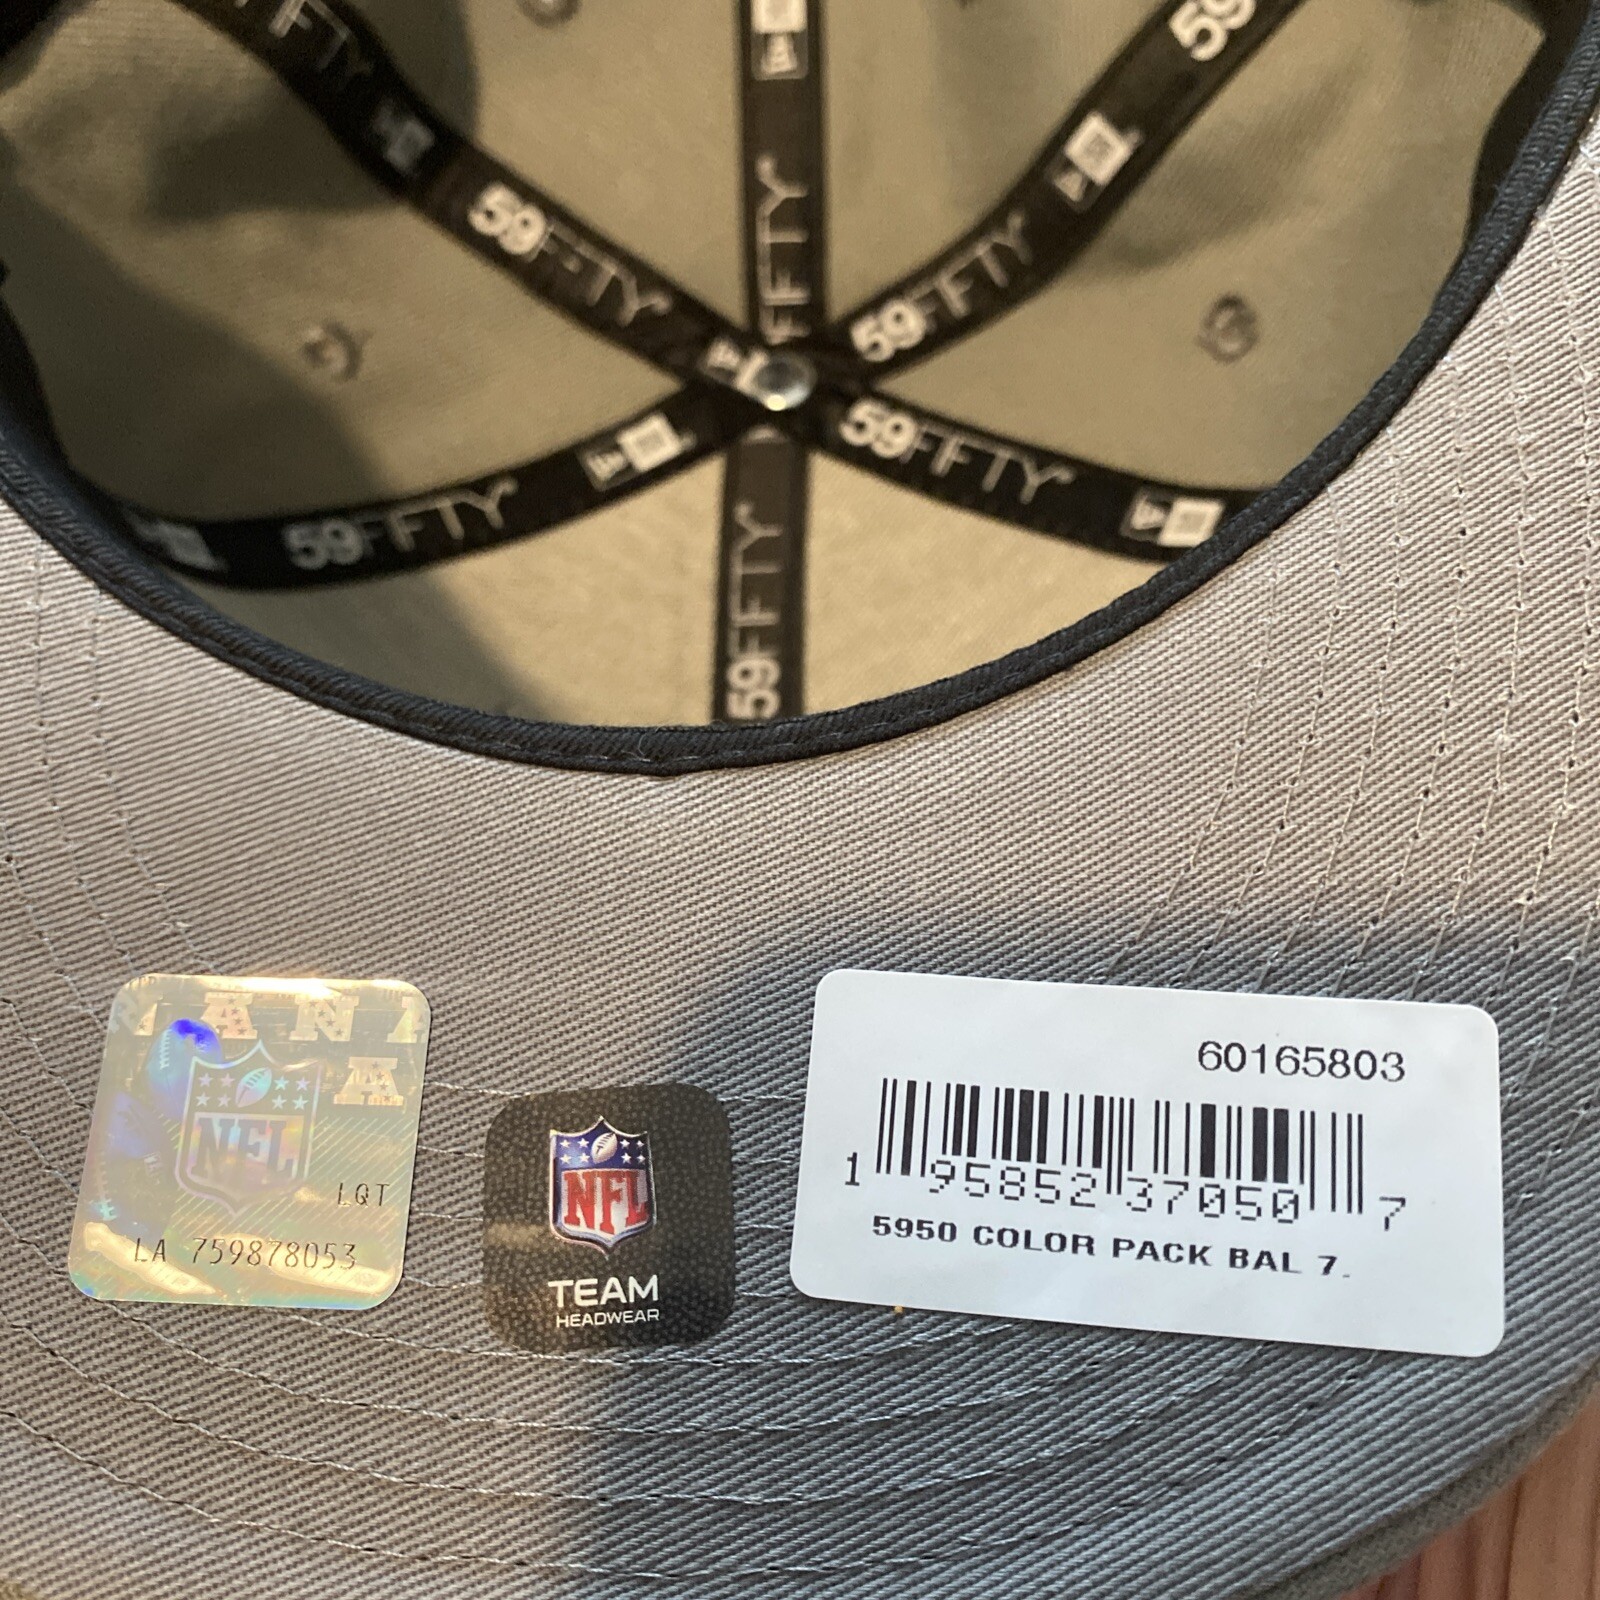 59FIFTY
59FIFTY
59FIFTY
59FIFTY
59FIFTY
59
NFL
LQT
LA 759878053
NFL
TEAM
HEADWEAR
60165803
1 95852 37050 7
5950 COLOR PACK BAL 7.